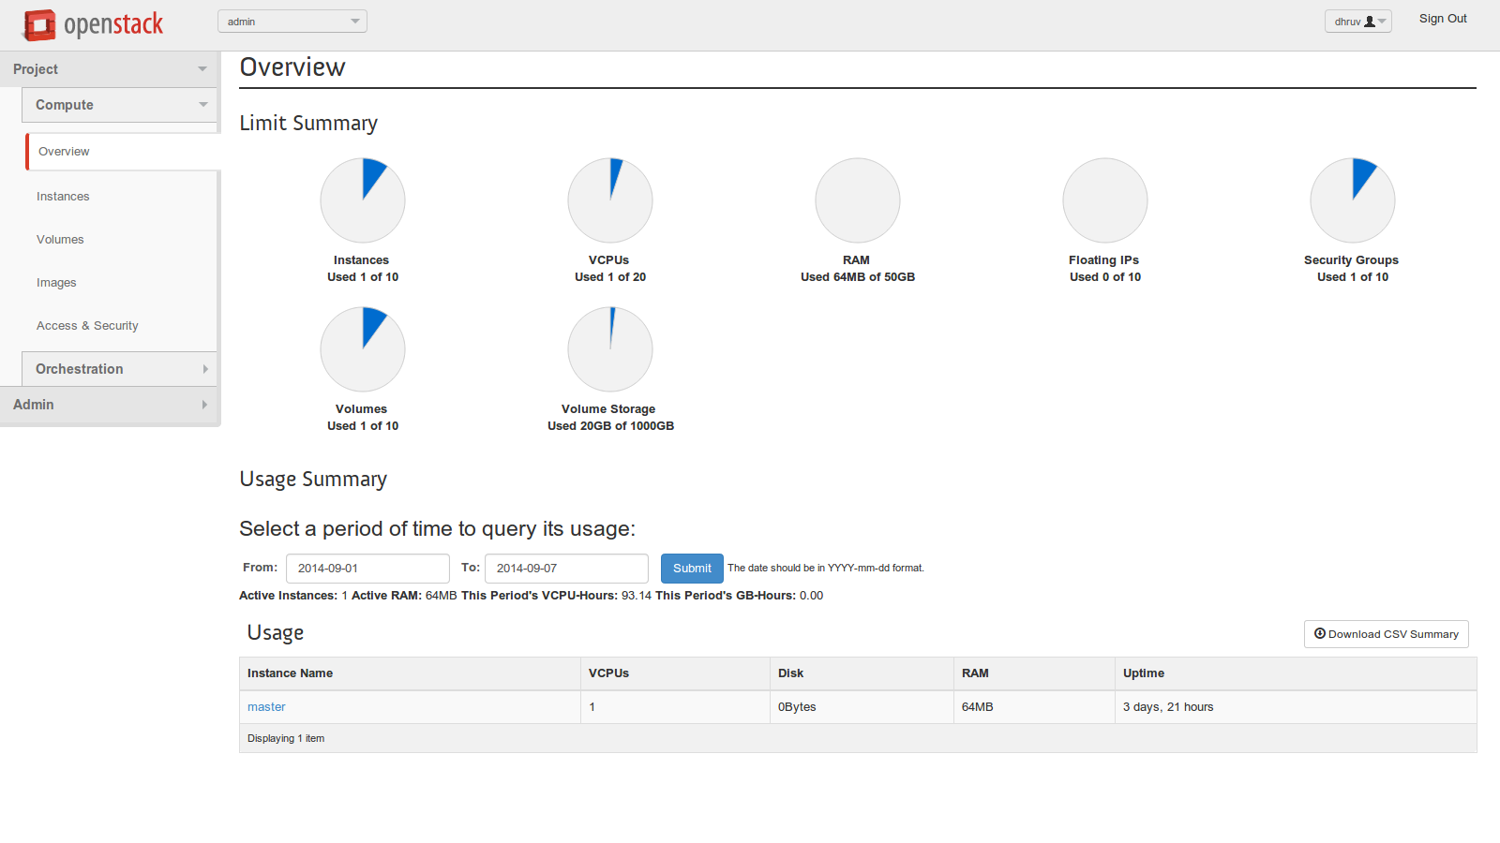 openstack
admin
dhruv
Sign Out
Project
Compute
Overview
Instances
Volumes
Images
Access & Security
Orchestration
Admin
Overview
Limit Summary
Instances
Used 1 of 10
VCPUs
Used 1 of 20
RAM
Used 64MB of 50GB
Floating IPs
Used 0 of 10
Security Groups
Used 1 of 10
Volumes
Used 1 of 10
Volume Storage
Used 20GB of 1000GB
Usage Summary
Select a period of time to query its usage:
From: 2014-09-01 To: 2014-09-07 Submit The date should be in YYYY-mm-dd format.
Active Instances: 1 Active RAM: 64MB This Period's VCPU-Hours: 93.14 This Period's GB-Hours: 0.00
Usage
Download CSV Summary
Instance Name VCPUs Disk RAM Uptime
master 1 0Bytes 64MB 3 days, 21 hours
Displaying 1 item